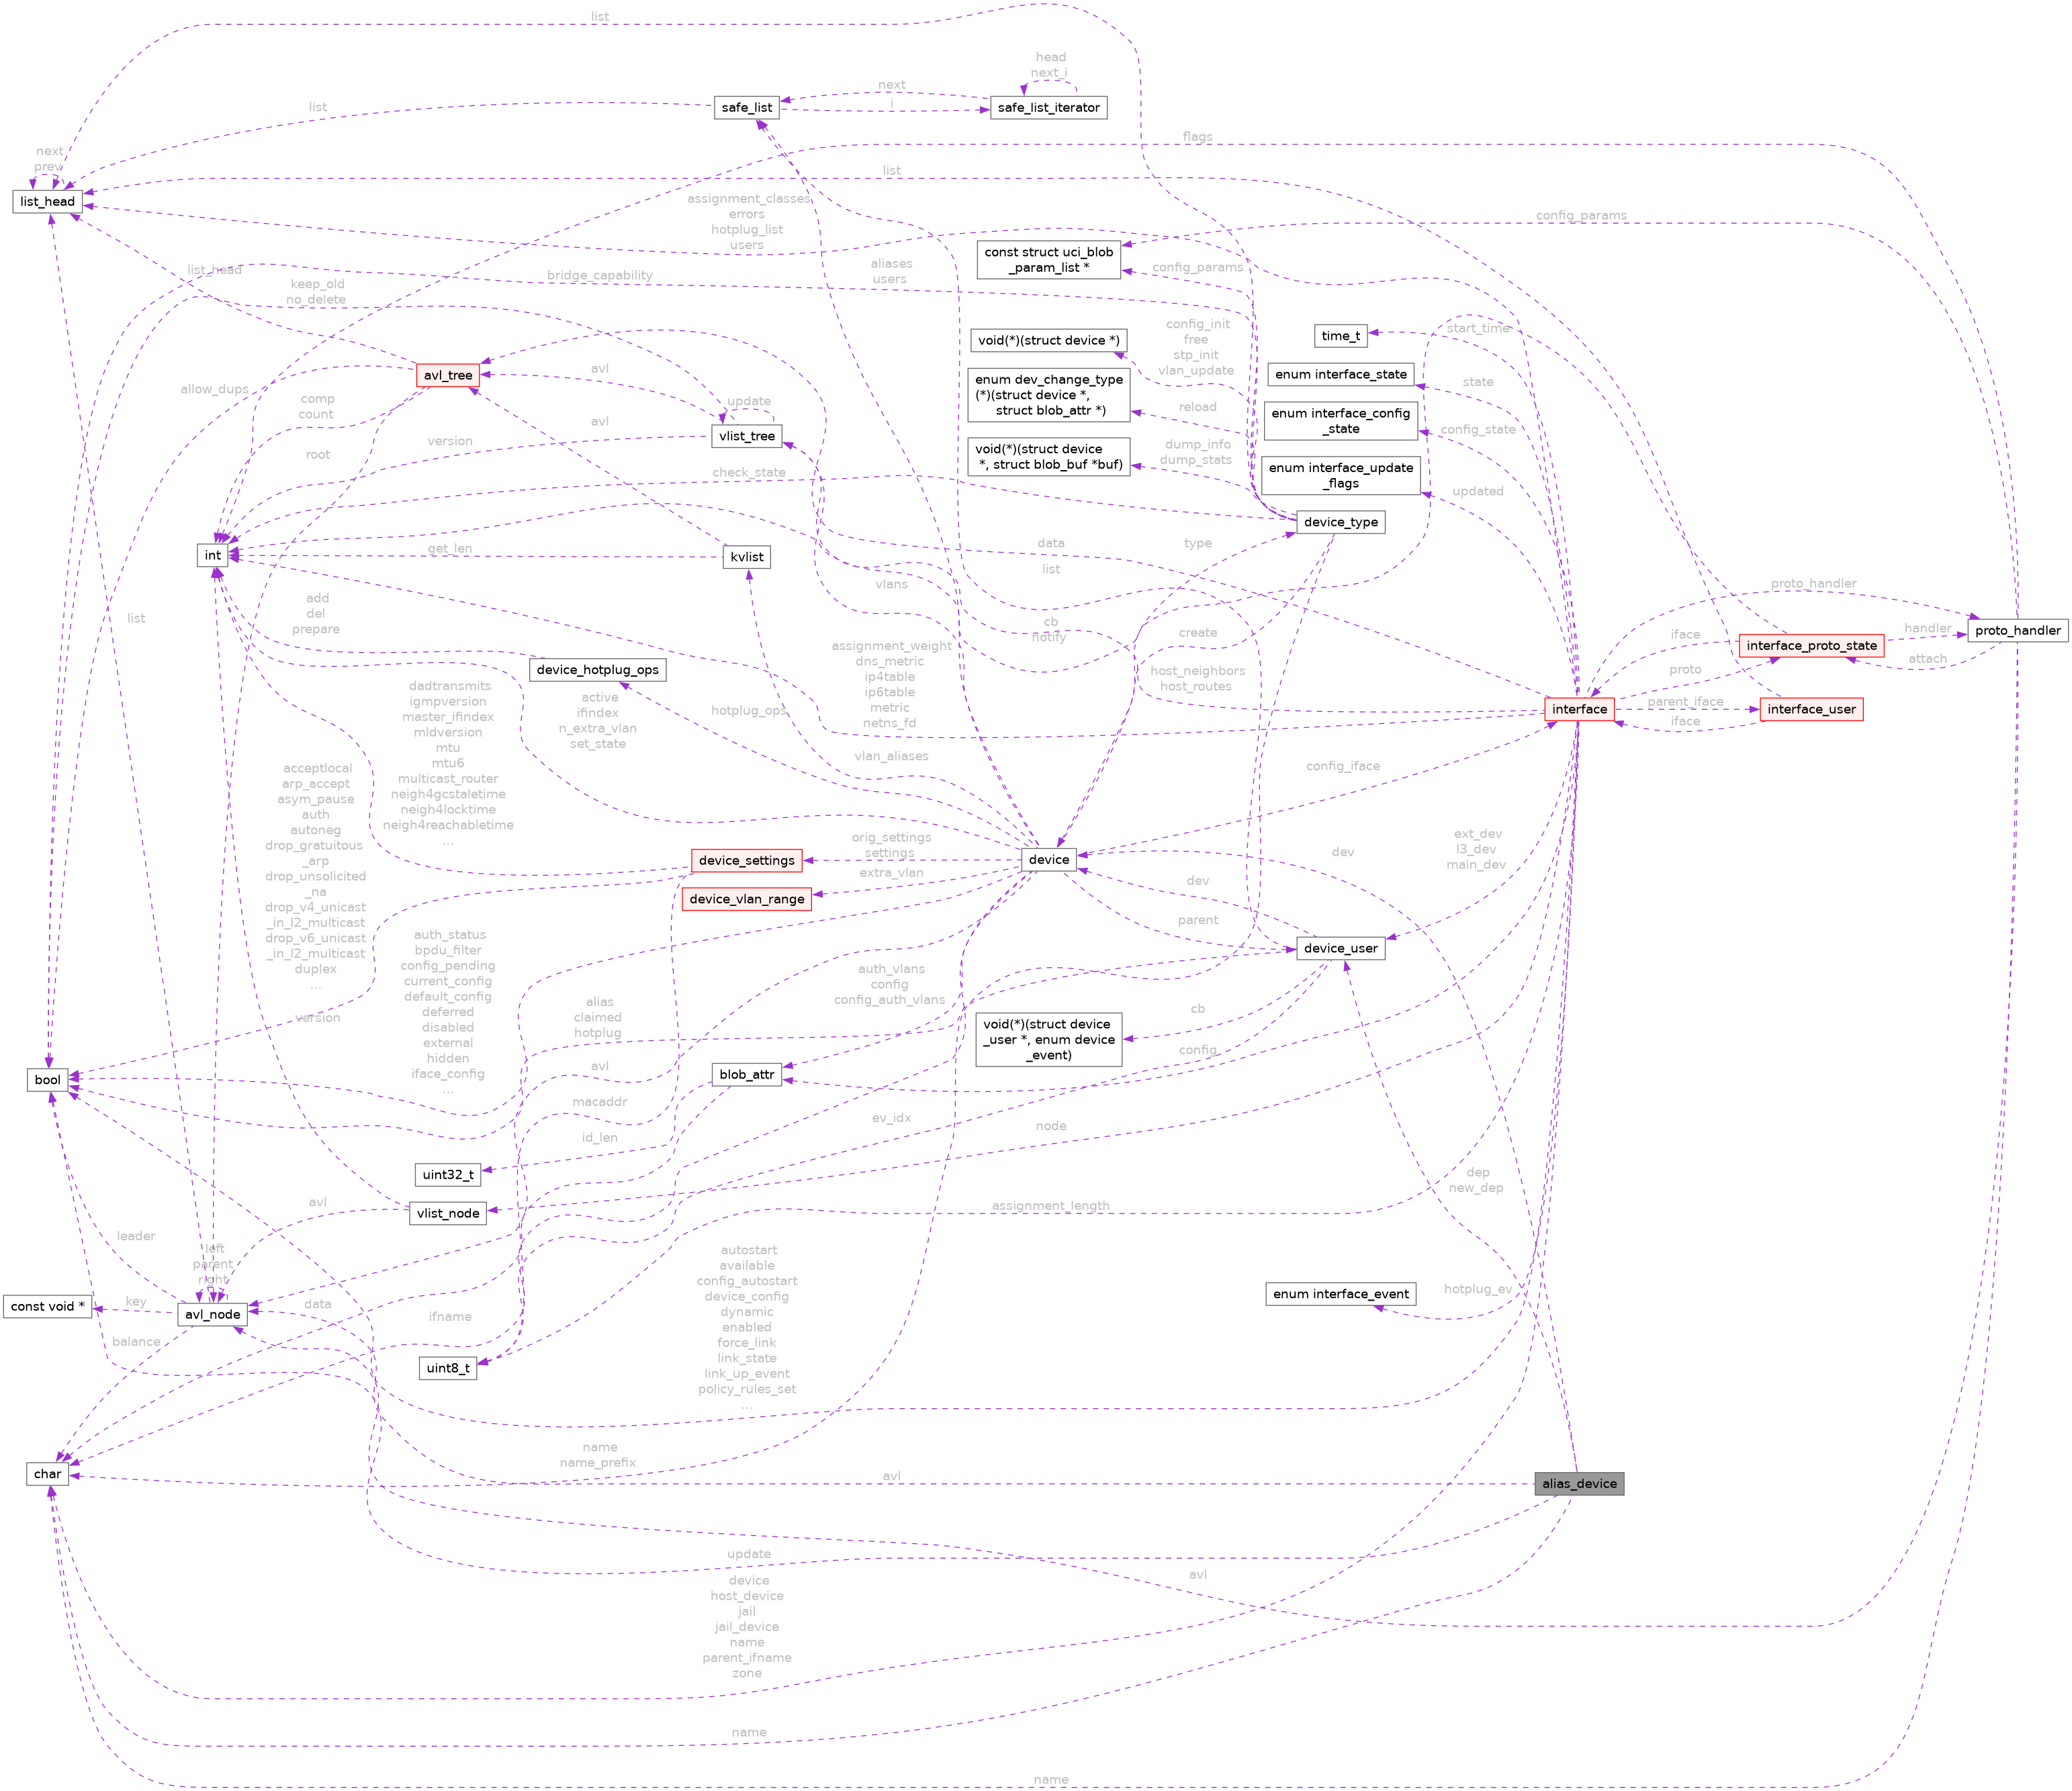 list
head
next_i
next
safe_list
safe_list_iterator
i
list
flags
next
prev
list_head
list
assignment_classes
errors
hotplug_list
users
config_params
const struct uci_blob
_param_list *
config_params
aliases
users
bridge_capability
list_head
keep_old
no_delete
config_init
free
stp_init
vlan_update
void(*)(struct device *)
time_t
start_time
avl
avl_tree
allow_dups
enum dev_change_type
(*)(struct device *,
struct blob_attr *)
reload
enum interface_state
state
comp
count
update
avl
vlist_tree
enum interface_config
_state
config_state
version
root
void(*)(struct device
*, struct blob_buf *buf)
dump_info
dump_stats
enum interface_update
_flags
updated
check_state
device_type
int
get_len
kvlist
data
type
list
vlans
proto_handler
add
del
prepare
cb
notify
create
proto_handler
list
assignment_weight
dns_metric
ip4table
ip6table
metric
netns_fd
iface
interface_proto_state
handler
attach
device_hotplug_ops
host_neighbors
host_routes
proto
parent_iface
interface
interface_user
iface
dadtransmits
igmpversion
master_ifindex
mldversion
mtu
mtu6
multicast_router
neigh4gcstaletime
neigh4locktime
neigh4reachabletime
...
active
ifindex
n_extra_vlan
set_state
hotplug_ops
vlan_aliases
config_iface
acceptlocal
arp_accept
asym_pause
auth
autoneg
drop_gratuitous
_arp
drop_unsolicited
_na
drop_v4_unicast
_in_l2_multicast
drop_v6_unicast
_in_l2_multicast
duplex
...
orig_settings
settings
device_settings
device
ext_dev
l3_dev
main_dev
dev
extra_vlan
device_vlan_range
dev
parent
device_user
auth_status
bpdu_filter
config_pending
current_config
default_config
deferred
disabled
external
hidden
iface_config
...
auth_vlans
config
config_auth_vlans
alias
claimed
hotplug
version
cb
void(*)(struct device
_user *, enum device
_event)
config
bool
avl
blob_attr
macaddr
ev_idx
node
id_len
uint32_t
dep
new_dep
avl
vlist_node
assignment_length
leader
left
parent
right
autostart
available
config_autostart
device_config
dynamic
enabled
force_link
link_state
link_up_event
policy_rules_set
...
const void *
key
avl_node
data
ifname
enum interface_event
hotplug_ev
balance
uint8_t
char
name
name_prefix
avl
alias_device
update
avl
device
host_device
jail
jail_device
name
parent_ifname
zone
name
name